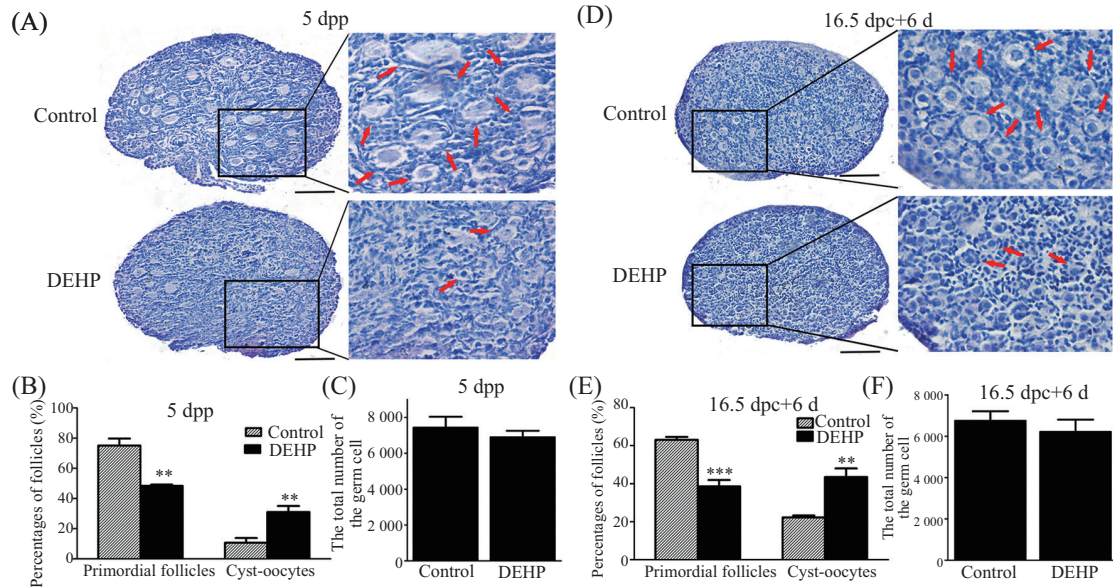 (A)
5 dpp
Control
DEHP
(D)
16.5 dpc+6 d
Control
DEHP
(B)
5 dpp
Percentages of follicles (%)
100
80
60
40
20
0
Control
DEHP
**
**
Primordial follicles
Cyst-oocytes
(C)
5 dpp
The total number of
the germ cell
8 000
6 000
4 000
2 000
0
Control
DEHP
(E)
16.5 dpc+6 d
Percentages of follicles (%)
80
60
40
20
0
Control
DEHP
***
**
Primordial follicles
Cyst-oocytes
(F)
16.5 dpc+6 d
The total number of
the germ cell
8 000
6 000
4 000
2 000
0
Control
DEHP